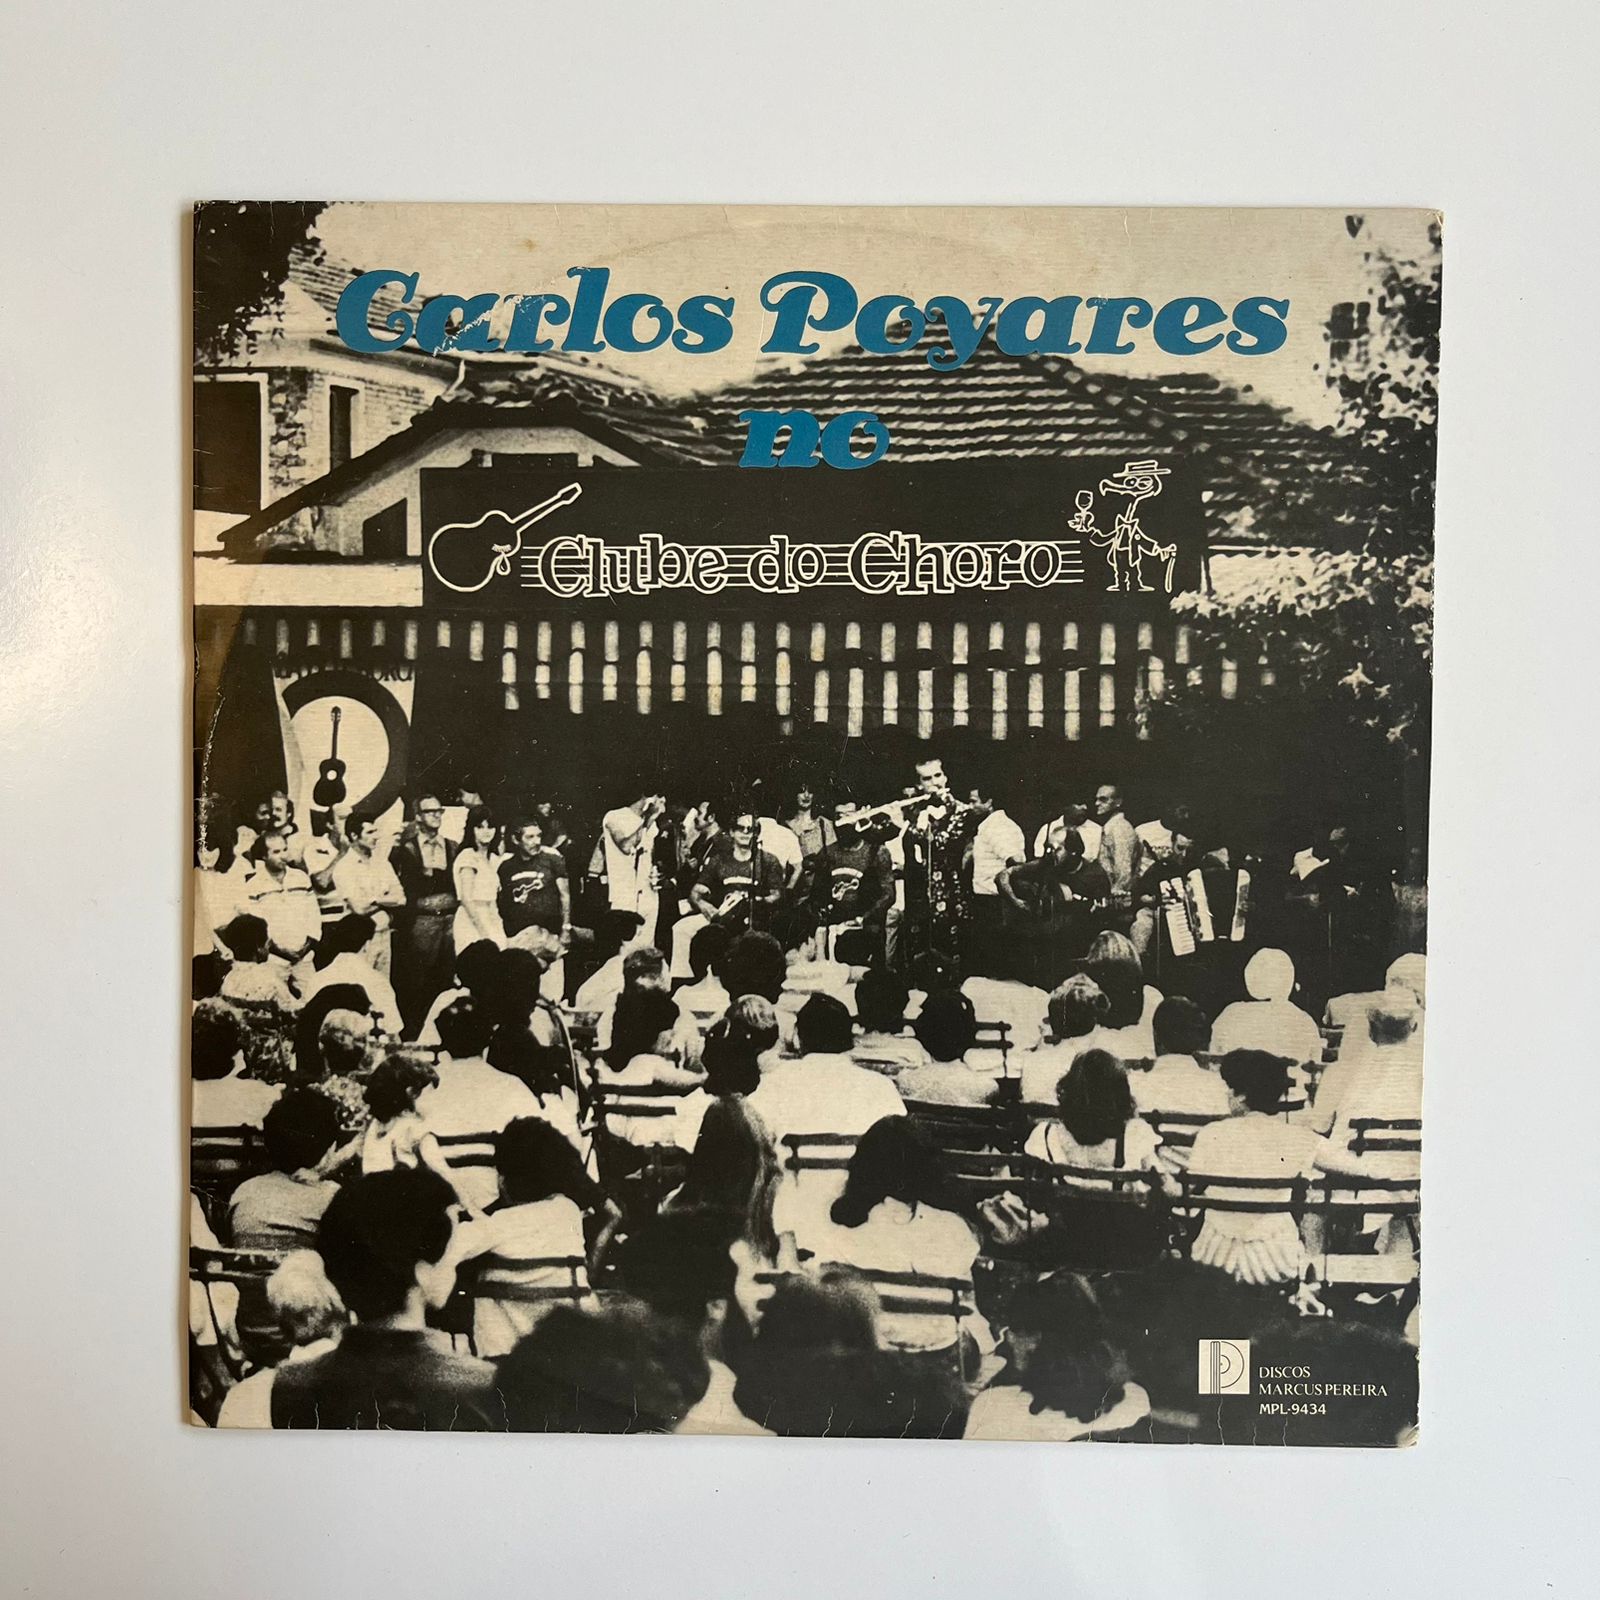 Carlos Poyares
no
Clube do Choro
DISCOS
MARCUS PEREIRA
MPL-9434